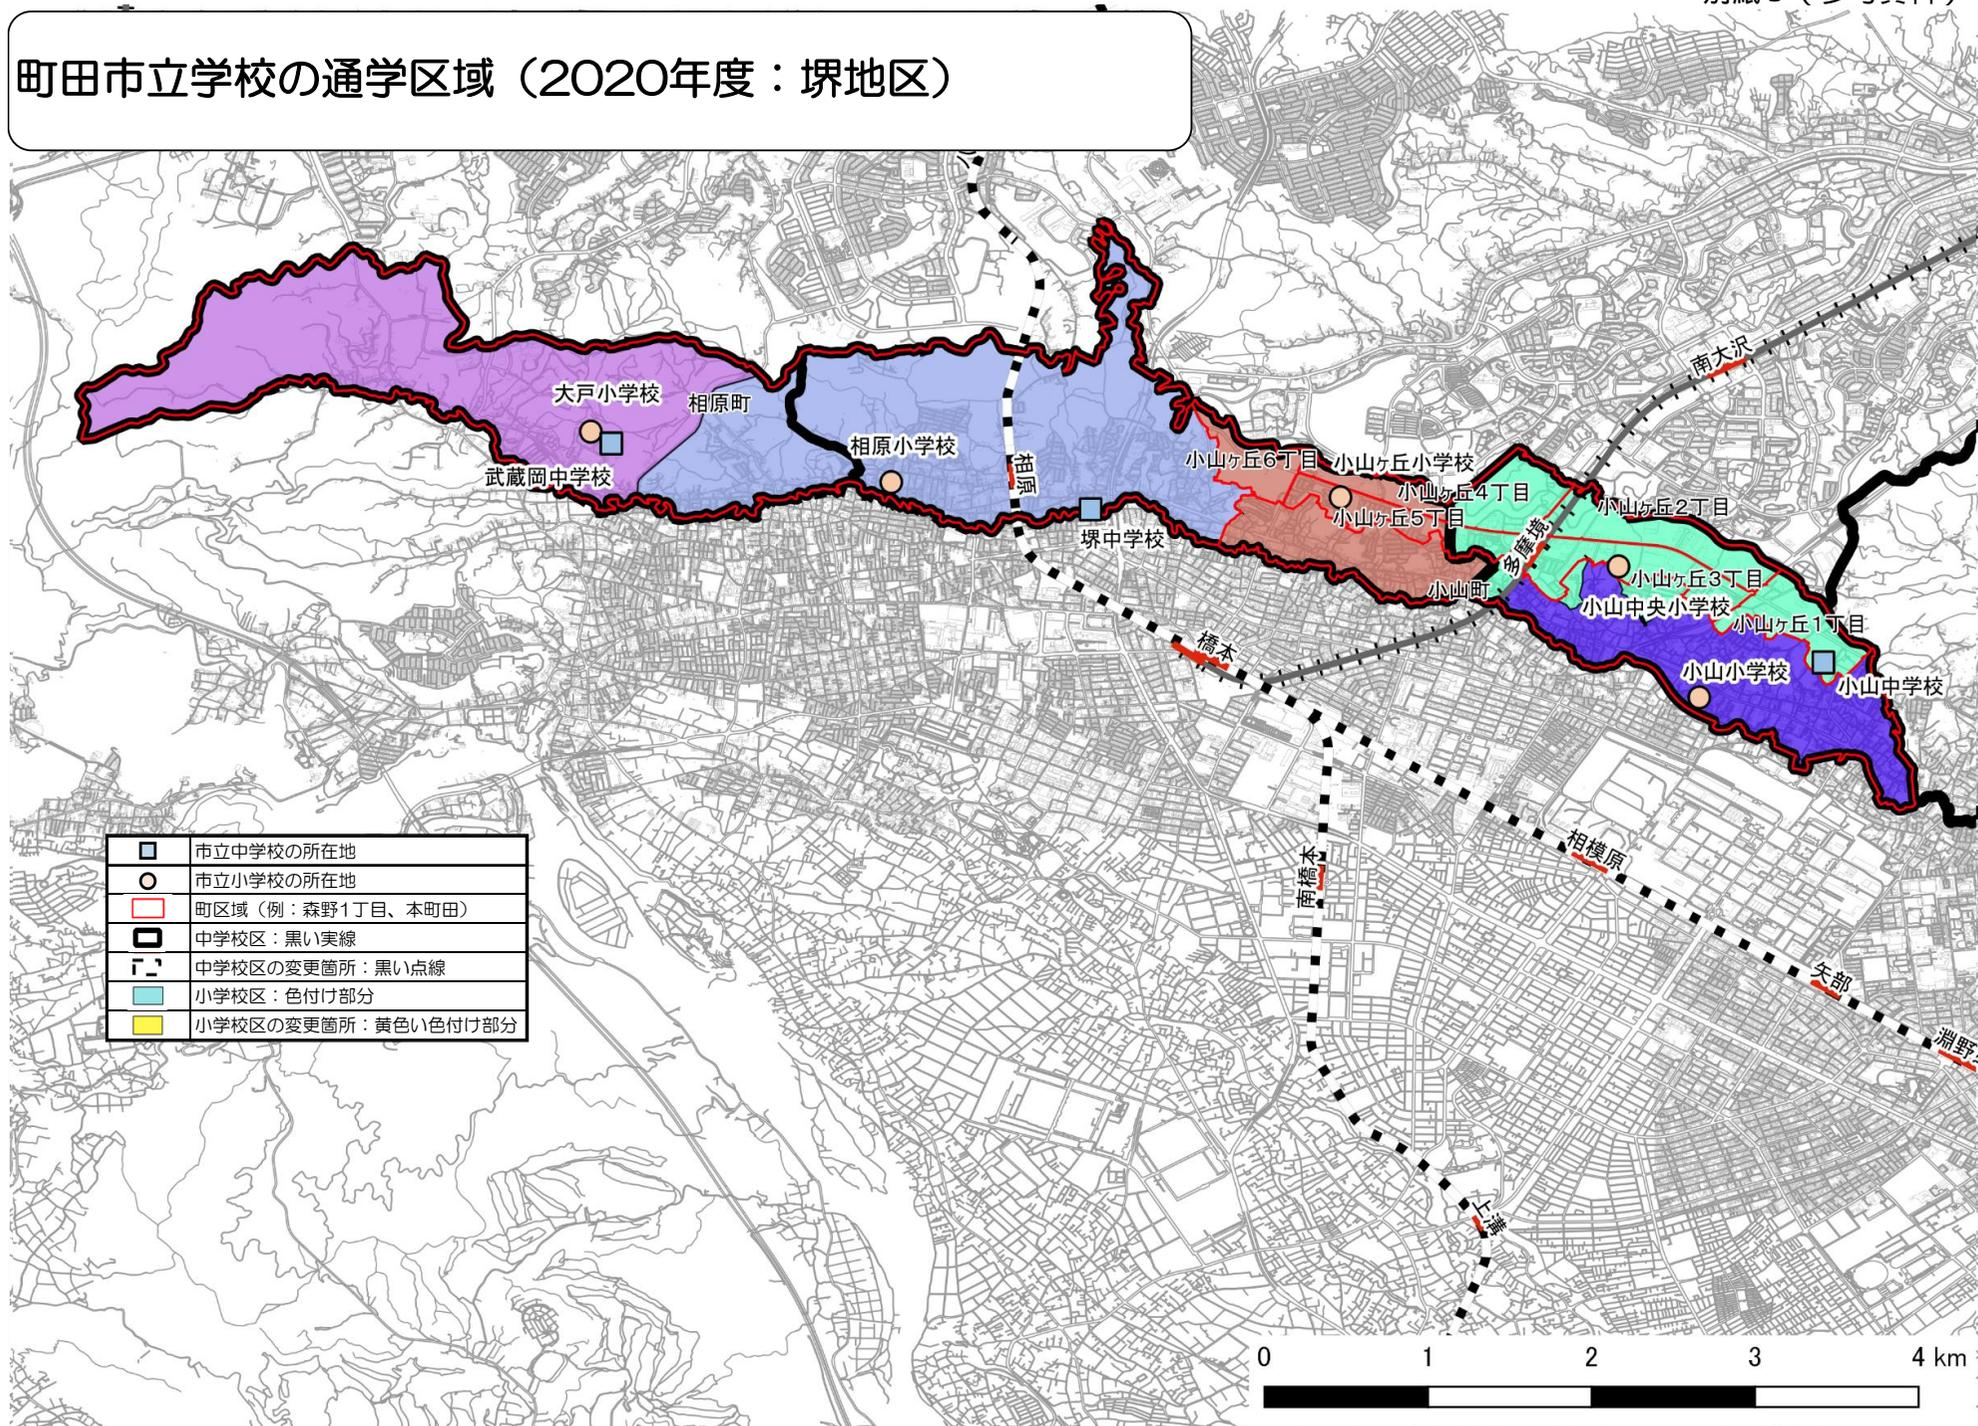 町田市立学校の通学区域（2020年度：堺地区）
南大沢
大戸小学校
相原町
武蔵岡中学校
相原小学校
相原
堺中学校
小山ヶ丘6丁目
小山ヶ丘小学校
小山ヶ丘4丁目
小山ヶ丘5丁目
小山ヶ丘2丁目
多摩境
小山町
小山ヶ丘3丁目
小山中央小学校
小山ヶ丘1丁目
小山小学校
小山中学校
橋本
南橋本
相模原
矢部
淵野
上溝
市立中学校の所在地
市立小学校の所在地
町区域（例：森野1丁目、本町田）
中学校区：黒い実線
中学校区の変更箇所：黒い点線
小学校区：色付け部分
小学校区の変更箇所：黄色い色付け部分
0 1 2 3 4 km